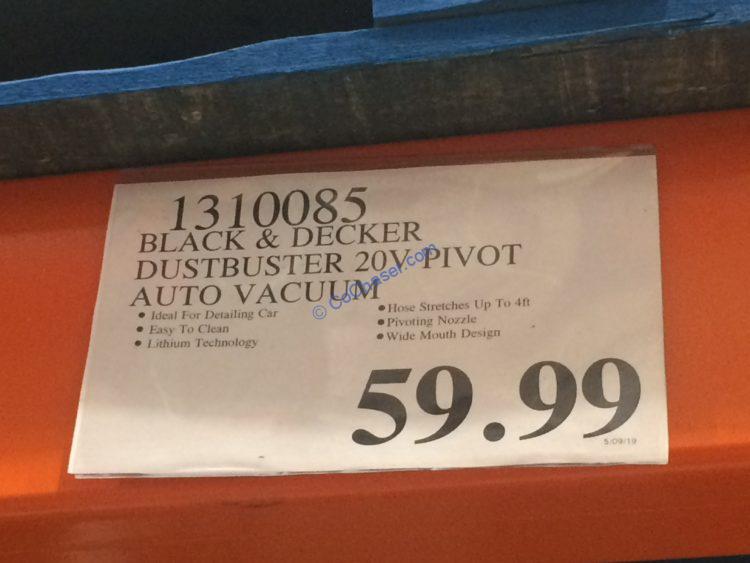 1310085
BLACK & DECKER
DUSTBUSTER 20V PIVOT
AUTO VACUUM
• Ideal For Detailing Car
• Easy To Clean
• Lithium Technology
• Hose Stretches Up To 4ft
• Pivoting Nozzle
• Wide Mouth Design
59.99
5/09/19
© CoChaser.com